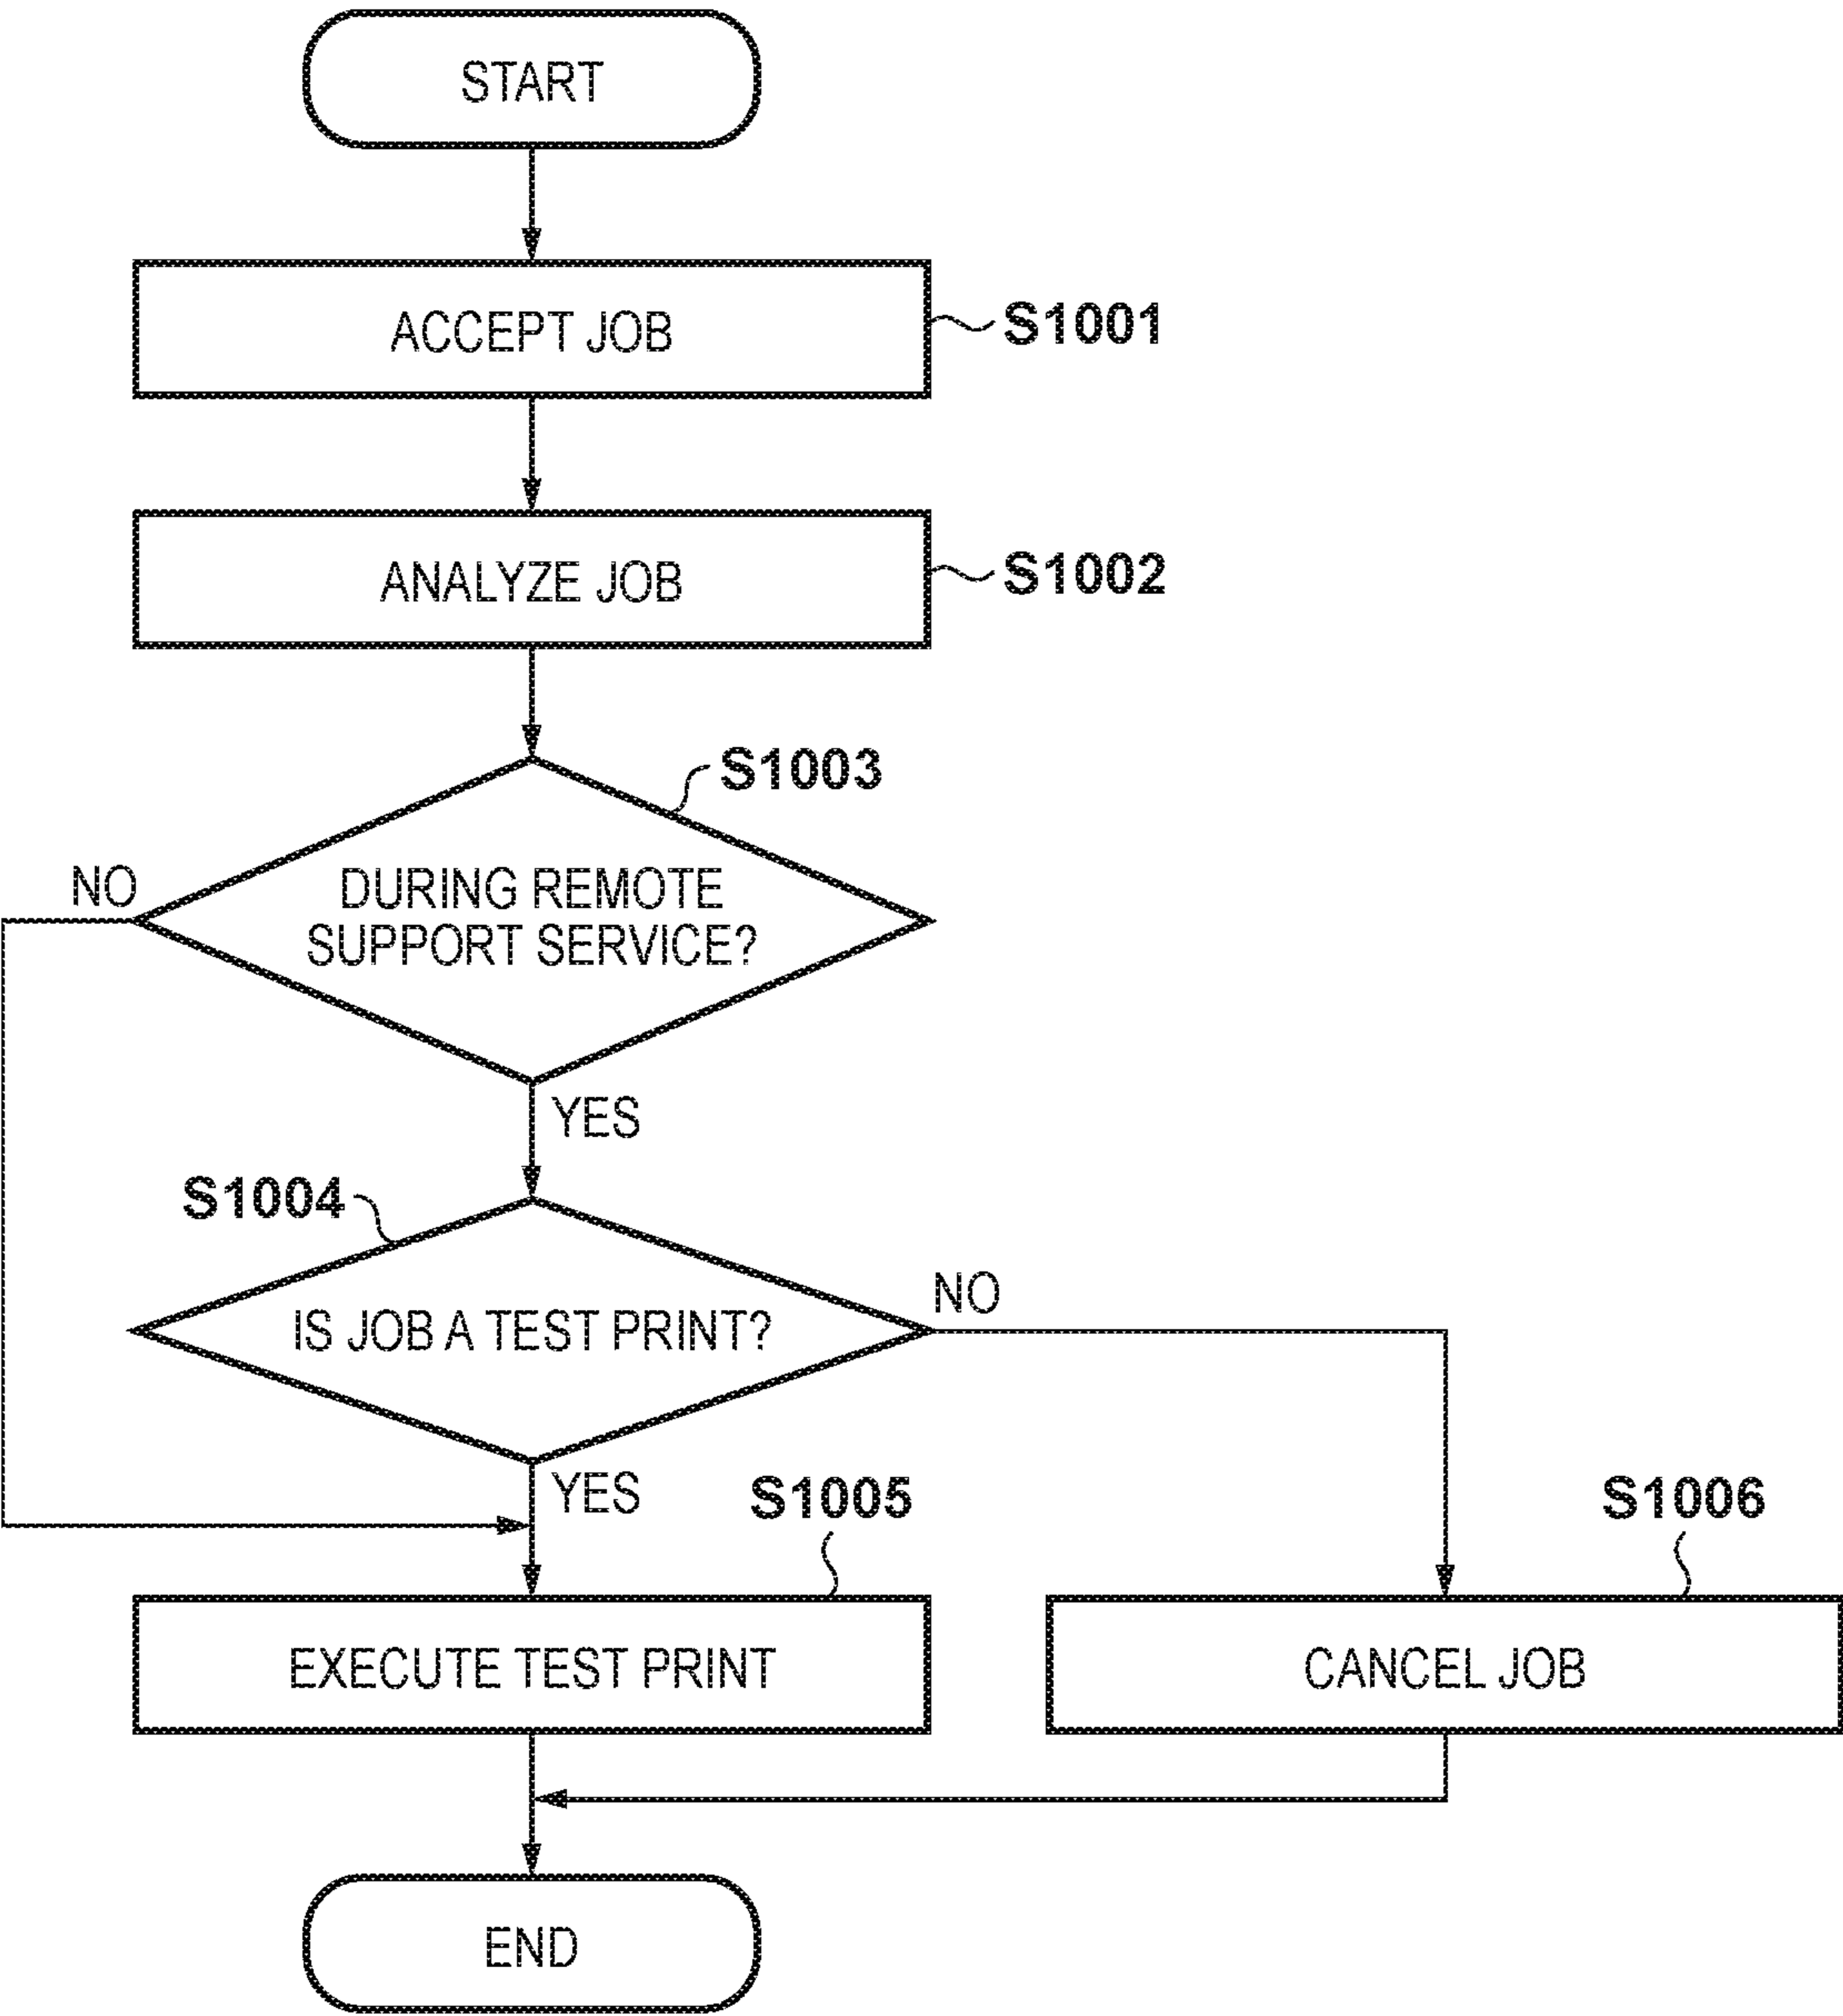 START
ACCEPT JOB
S1001
ANALYZE JOB
S1002
S1003
NO
DURING REMOTE
SUPPORT SERVICE?
YES
S1004
IS JOB A TEST PRINT?
NO
YES
S1005
S1006
EXECUTE TEST PRINT
CANCEL JOB
END